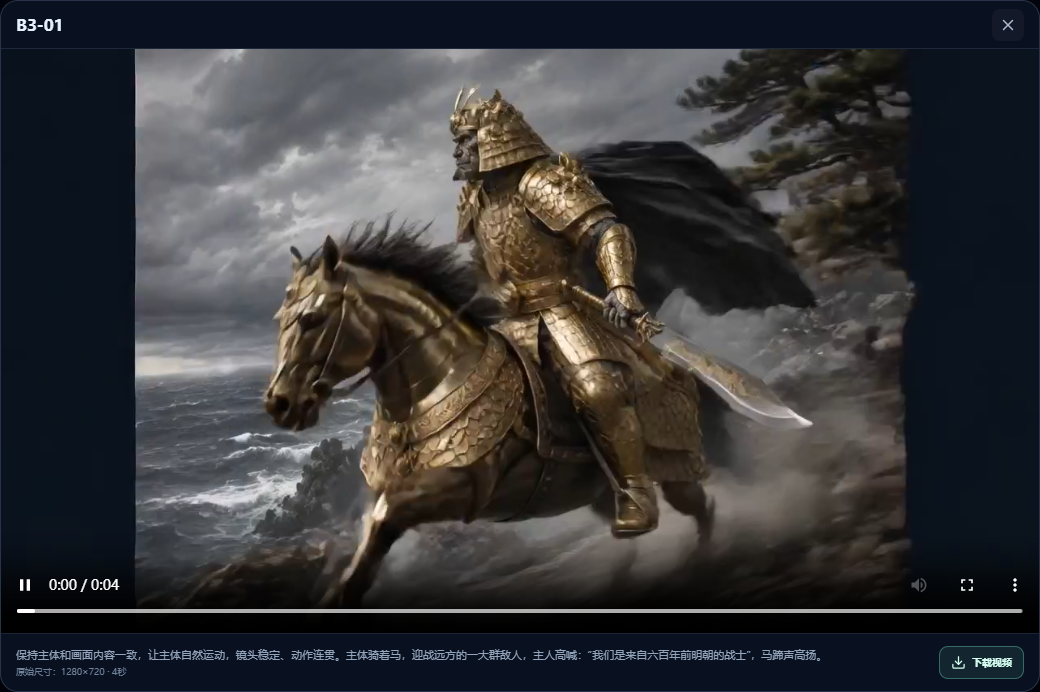 B3-01
0:00 / 0:04
保持主体和画面内容一致，让主体自然运动，镜头稳定、动作连贯。主体骑着马，迎战远方的一大群敌人，主人高喊：“我们是来自六百年前明朝的战士”，马蹄声高扬。
原始尺寸：1280×720 · 4秒
下载视频